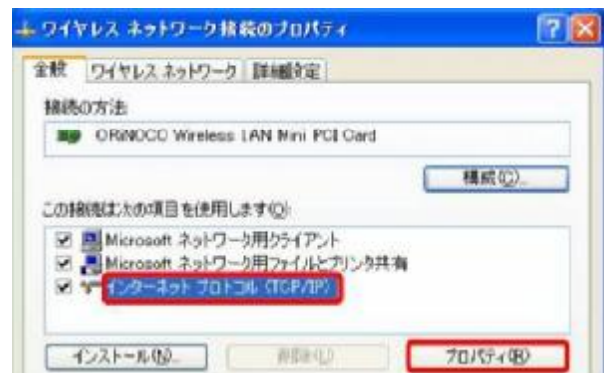 ワイヤレス ネットワーク接続のプロパティ
全般 ワイヤレス ネットワーク 詳細設定
接続の方法:
ORiNOCO Wireless LAN Mini PCI Card
構成(C)...
この接続は次の項目を使用します(O):
Microsoft ネットワーク用クライアント
Microsoft ネットワーク用ファイルとプリンタ共有
インターネット プロトコル (TCP/IP)
インストール(N)... 削除(U) プロパティ(R)